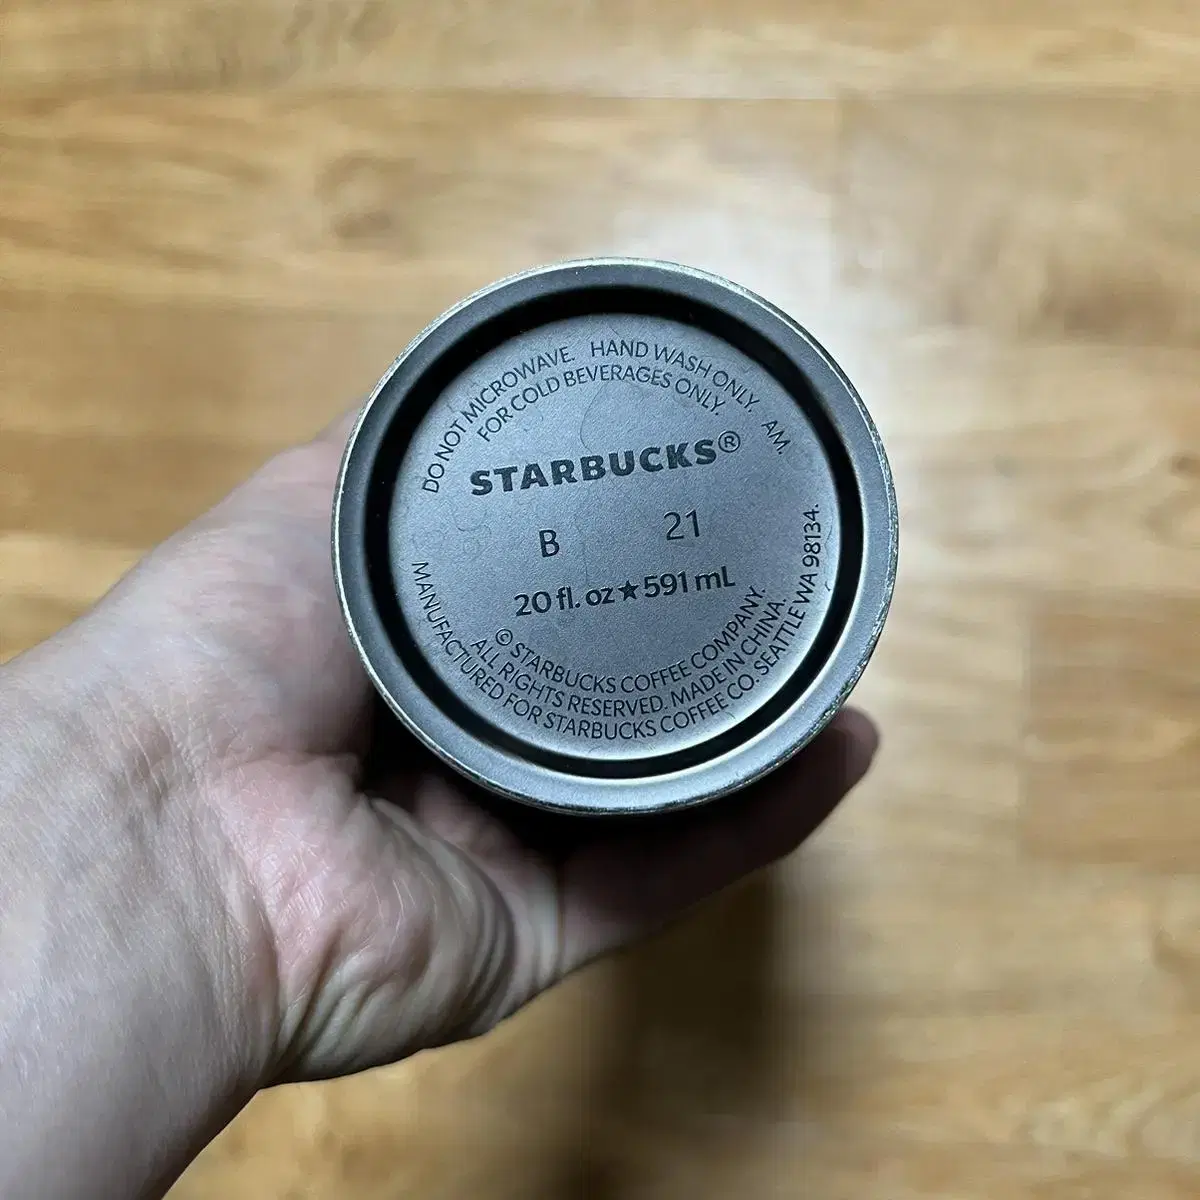 DO NOT MICROWAVE. HAND WASH ONLY. AM.
FOR COLD BEVERAGES ONLY.
STARBUCKS®
B 21
20 fl. oz★591 mL
© STARBUCKS COFFEE COMPANY.
ALL RIGHTS RESERVED. MADE IN CHINA.
MANUFACTURED FOR STARBUCKS COFFEE CO. SEATTLE WA 98134.